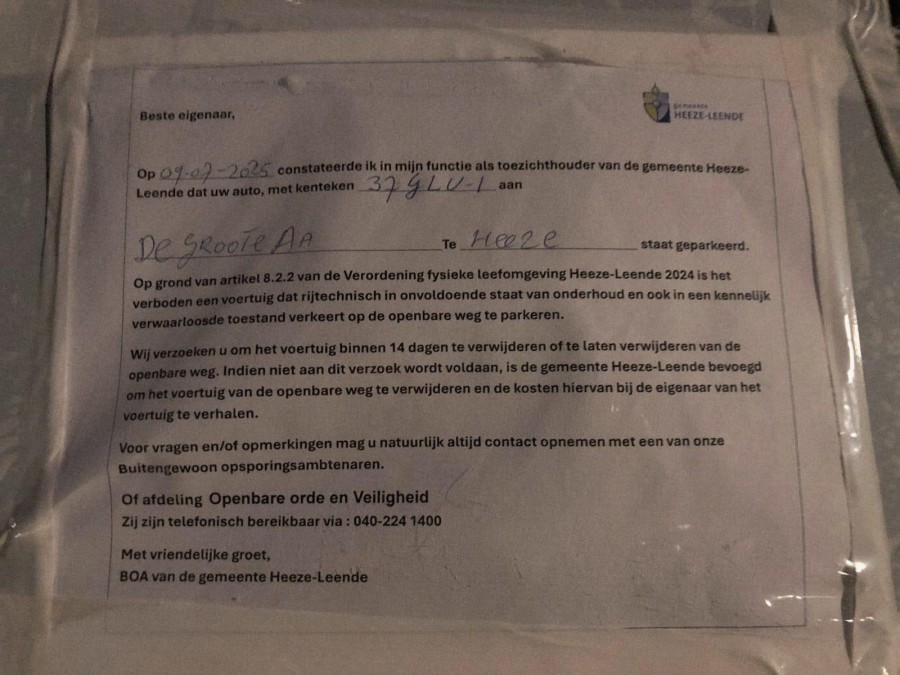 gemeente
HEEZE-LEENDE
Beste eigenaar,
Op 09-07-2025 constateerde ik in mijn functie als toezichthouder van de gemeente Heeze-
Leende dat uw auto, met kenteken 37 GLV-1 aan
De GROOTE AA Te Heeze staat geparkeerd.
Op grond van artikel 8.2.2 van de Verordening fysieke leefomgeving Heeze-Leende 2024 is het
verboden een voertuig dat rijtechnisch in onvoldoende staat van onderhoud en ook in een kennelijk
verwaarloosde toestand verkeert op de openbare weg te parkeren.
Wij verzoeken u om het voertuig binnen 14 dagen te verwijderen of te laten verwijderen van de
openbare weg. Indien niet aan dit verzoek wordt voldaan, is de gemeente Heeze-Leende bevoegd
om het voertuig van de openbare weg te verwijderen en de kosten hiervan bij de eigenaar van het
voertuig te verhalen.
Voor vragen en/of opmerkingen mag u natuurlijk altijd contact opnemen met een van onze
Buitengewoon opsporingsambtenaren.
Of afdeling Openbare orde en Veiligheid
Zij zijn telefonisch bereikbaar via : 040-224 1400
Met vriendelijke groet,
BOA van de gemeente Heeze-Leende